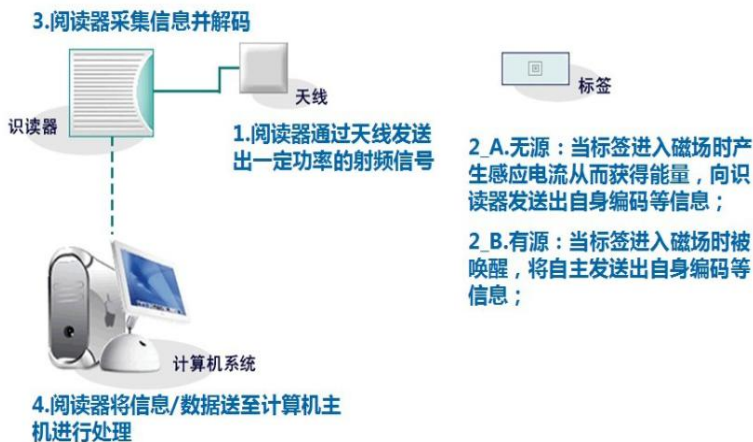 3.阅读器采集信息并解码
天线
识读器
1.阅读器通过天线发送
出一定功率的射频信号
标签
2_A.无源：当标签进入磁场时产
生感应电流从而获得能量，向识
读器发送出自身编码等信息；
2_B.有源：当标签进入磁场时被
唤醒，将自主发送出自身编码等
信息；
计算机系统
4.阅读器将信息/数据送至计算机主
机进行处理